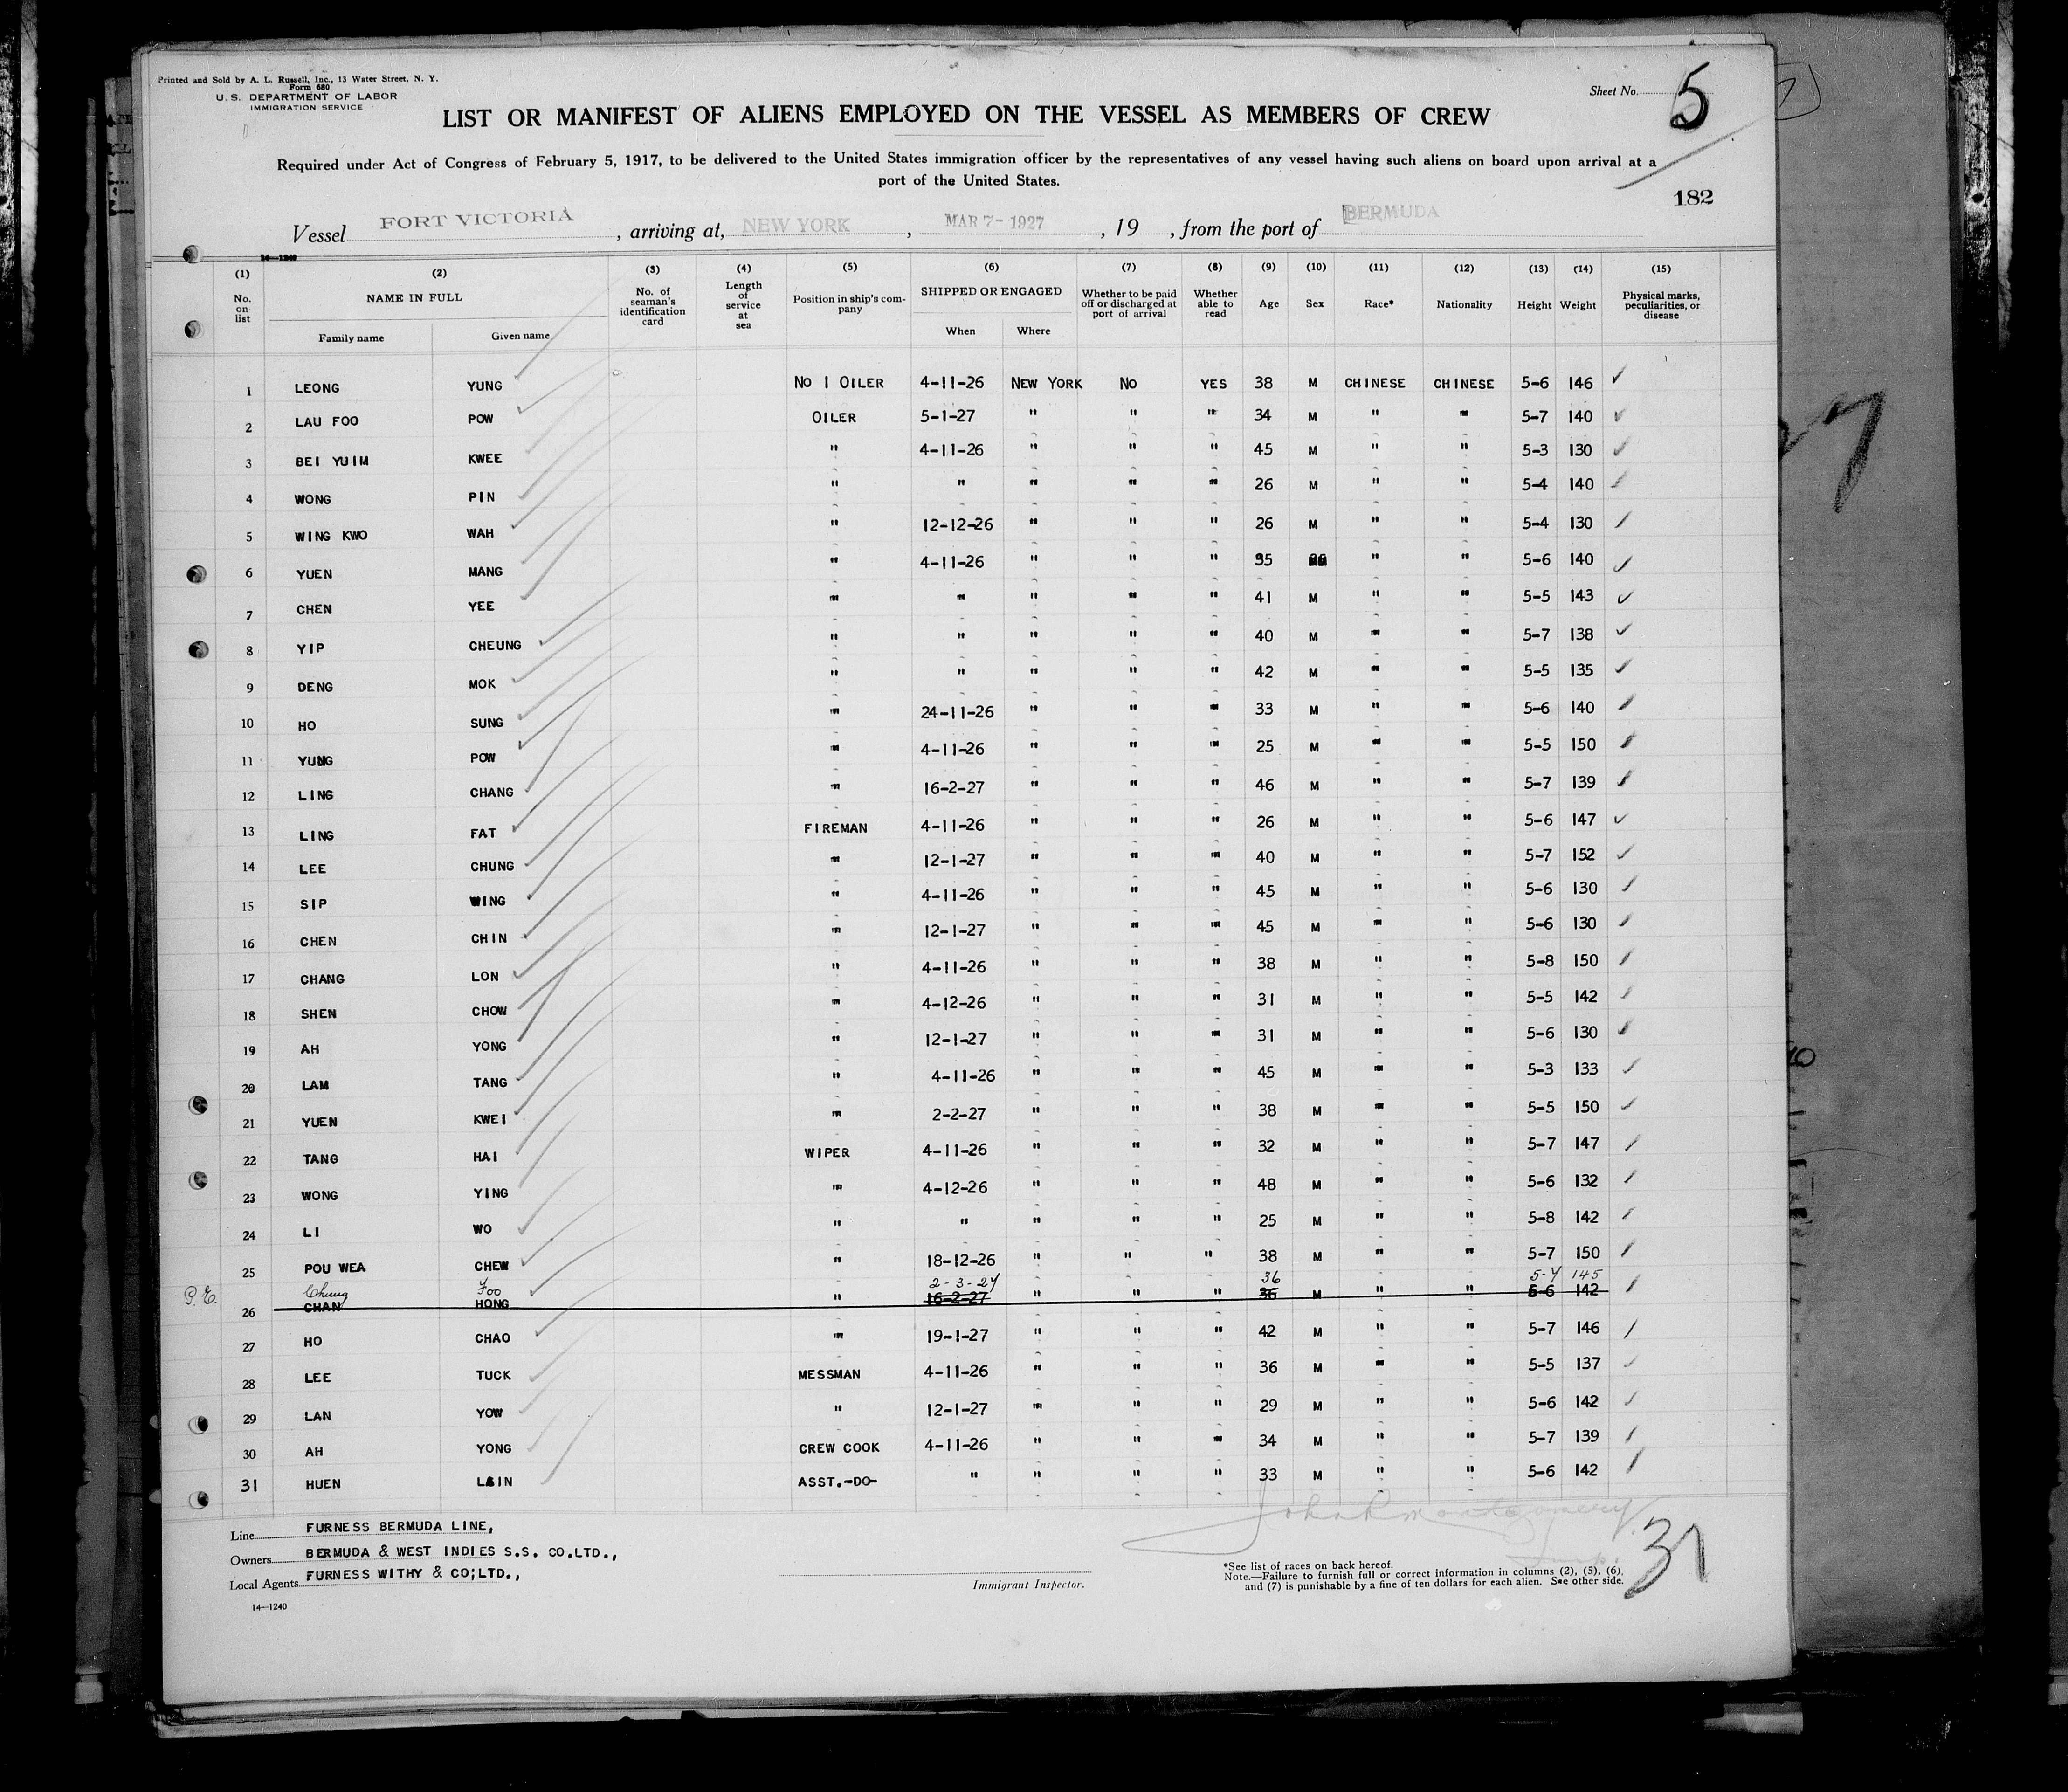 Printed and Sold by A. L. Russell, Inc., 13 Water Street, N. Y.
Form 680
U. S. DEPARTMENT OF LABOR
IMMIGRATION SERVICE
Sheet No. 5
LIST OR MANIFEST OF ALIENS EMPLOYED ON THE VESSEL AS MEMBERS OF CREW
Required under Act of Congress of February 5, 1917, to be delivered to the United States immigration officer by the representatives of any vessel having such aliens on board upon arrival at a
port of the United States.
182
Vessel FORT VICTORIA, arriving at, NEW YORK, MAR 7- 1927, 19 , from the port of BERMUDA
14-1240
(1) (2) (3) (4) (5) (6) (7) (8) (9) (10) (11) (12) (13) (14) (15)
No. on list NAME IN FULL No. of seaman's identification card Length of service at sea Position in ship's company SHIPPED OR ENGAGED Whether to be paid off or discharged at port of arrival Whether able to read Age Sex Race* Nationality Height Weight Physical marks, peculiarities, or disease
Family name Given name When Where
1 LEONG YUNG NO 1 OILER 4-11-26 NEW YORK NO YES 38 M CHINESE CHINESE 5-6 146
2 LAU FOO POW OILER 5-1-27 " " " 34 M " " 5-7 140
3 BEI YUIM KWEE " 4-11-26 " " " 45 M " " 5-3 130
4 WONG PIN " " " " " 26 M " " 5-4 140
5 WING KWO WAH " 12-12-26 " " " 26 M " " 5-4 130
6 YUEN MANG " 4-11-26 " " " 35 " " 5-6 140
7 CHEN YEE " " " " " 41 M " " 5-5 143
8 YIP CHEUNG " " " " " 40 M " " 5-7 138
9 DENG MOK " " " " " 42 M " " 5-5 135
10 HO SUNG " 24-11-26 " " " 33 M " " 5-6 140
11 YUNG POW " 4-11-26 " " " 25 M " " 5-5 150
12 LING CHANG " 16-2-27 " " " 46 M " " 5-7 139
13 LING FAT FIREMAN 4-11-26 " " " 26 M " " 5-6 147
14 LEE CHUNG " 12-1-27 " " " 40 M " " 5-7 152
15 SIP WING " 4-11-26 " " " 45 M " " 5-6 130
16 CHEN CHIN " 12-1-27 " " " 45 M " " 5-6 130
17 CHANG LON " 4-11-26 " " " 38 M " " 5-8 150
18 SHEN CHOW " 4-12-26 " " " 31 M " " 5-5 142
19 AH YONG " 12-1-27 " " " 31 M " " 5-6 130
20 LAM TANG " 4-11-26 " " " 45 M " " 5-3 133
21 YUEN KWEI " 2-2-27 " " " 38 M " " 5-5 150
22 TANG HAI WIPER 4-11-26 " " " 32 M " " 5-7 147
23 WONG YING " 4-12-26 " " " 48 M " " 5-6 132
24 LI WO " " " " " 25 M " " 5-8 142
25 POU WEA CHEW " 18-12-26 " " " 38 M " " 5-7 150
P.E. Chung Foo 2-3-27 36 5-4 145
26 CHAN HONG " 16-2-27 " " " 36 M " " 5-6 142
27 HO CHAO " 19-1-27 " " " 42 M " " 5-7 146
28 LEE TUCK MESSMAN 4-11-26 " " " 36 M " " 5-5 137
29 LAN YOW " 12-1-27 " " " 29 M " " 5-6 142
30 AH YONG CREW COOK 4-11-26 " " " 34 M " " 5-7 139
31 HUEN LAIN ASST.-DO- " " " " 33 M " " 5-6 142
Line FURNESS BERMUDA LINE,
Owners BERMUDA & WEST INDIES S.S. CO.LTD.,
Local Agents FURNESS WITHY & CO;LTD.,
14-1240
John R Montgomery
Insp.
Immigrant Inspector.
*See list of races on back hereof.
Note.—Failure to furnish full or correct information in columns (2), (5), (6),
and (7) is punishable by a fine of ten dollars for each alien. See other side.
31